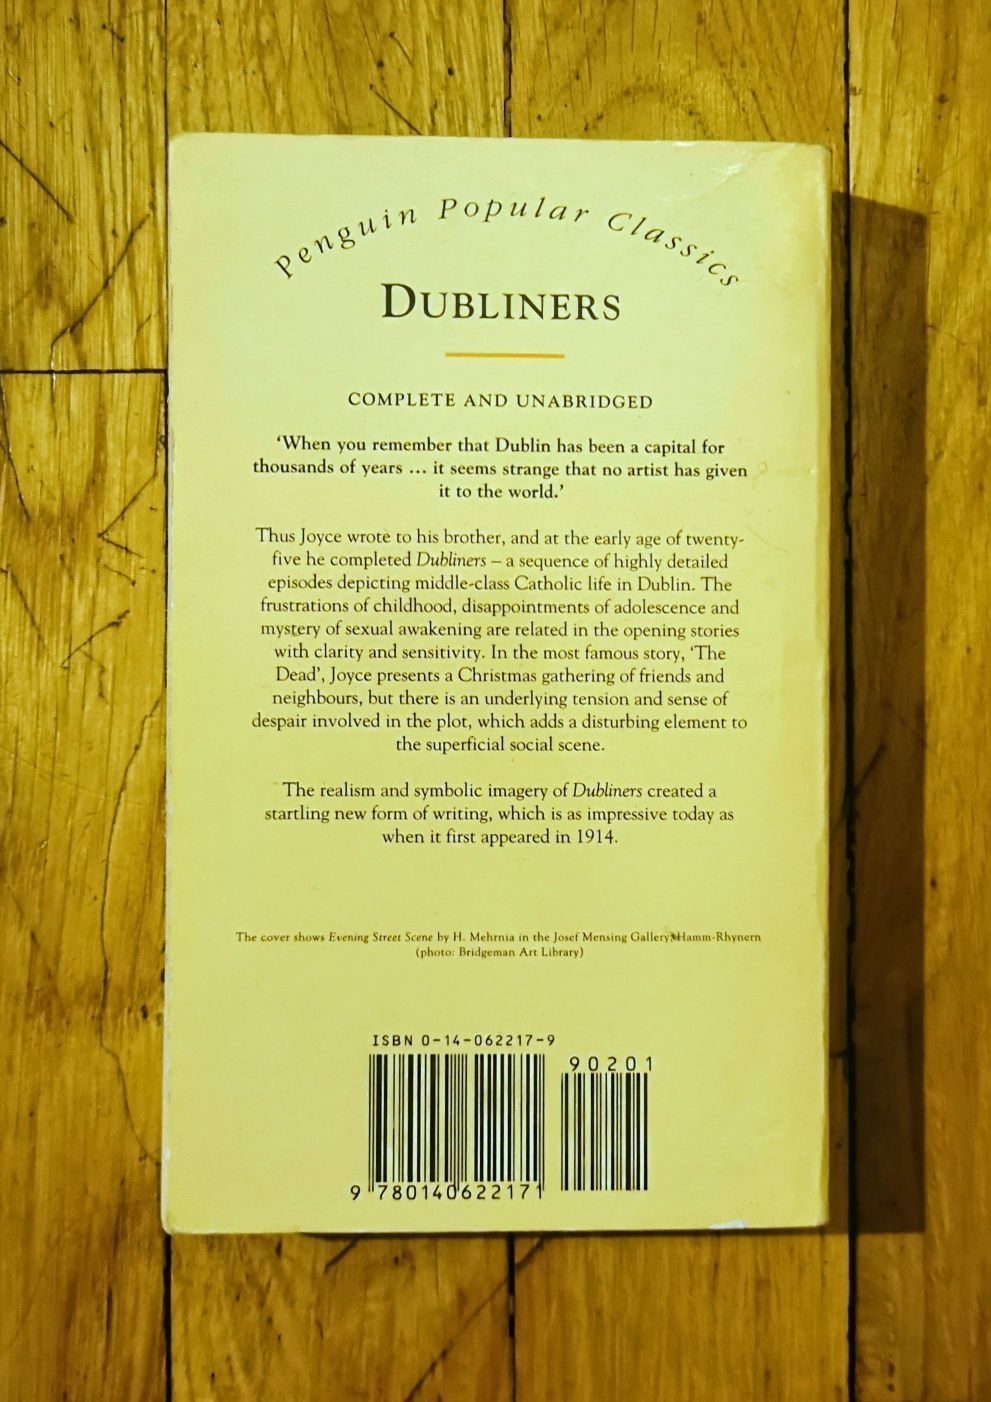 Penguin Popular Classics
DUBLINERS
COMPLETE AND UNABRIDGED
‘When you remember that Dublin has been a capital for
thousands of years ... it seems strange that no artist has given
it to the world.’
Thus Joyce wrote to his brother, and at the early age of twenty-
five he completed Dubliners – a sequence of highly detailed
episodes depicting middle-class Catholic life in Dublin. The
frustrations of childhood, disappointments of adolescence and
mystery of sexual awakening are related in the opening stories
with clarity and sensitivity. In the most famous story, ‘The
Dead’, Joyce presents a Christmas gathering of friends and
neighbours, but there is an underlying tension and sense of
despair involved in the plot, which adds a disturbing element to
the superficial social scene.
The realism and symbolic imagery of Dubliners created a
startling new form of writing, which is as impressive today as
when it first appeared in 1914.
The cover shows Evening Street Scene by H. Mehrnia in the Josef Mensing Gallery, Hamm-Rhynern
(photo: Bridgeman Art Library)
ISBN 0-14-062217-9
90201
9 780140 622171